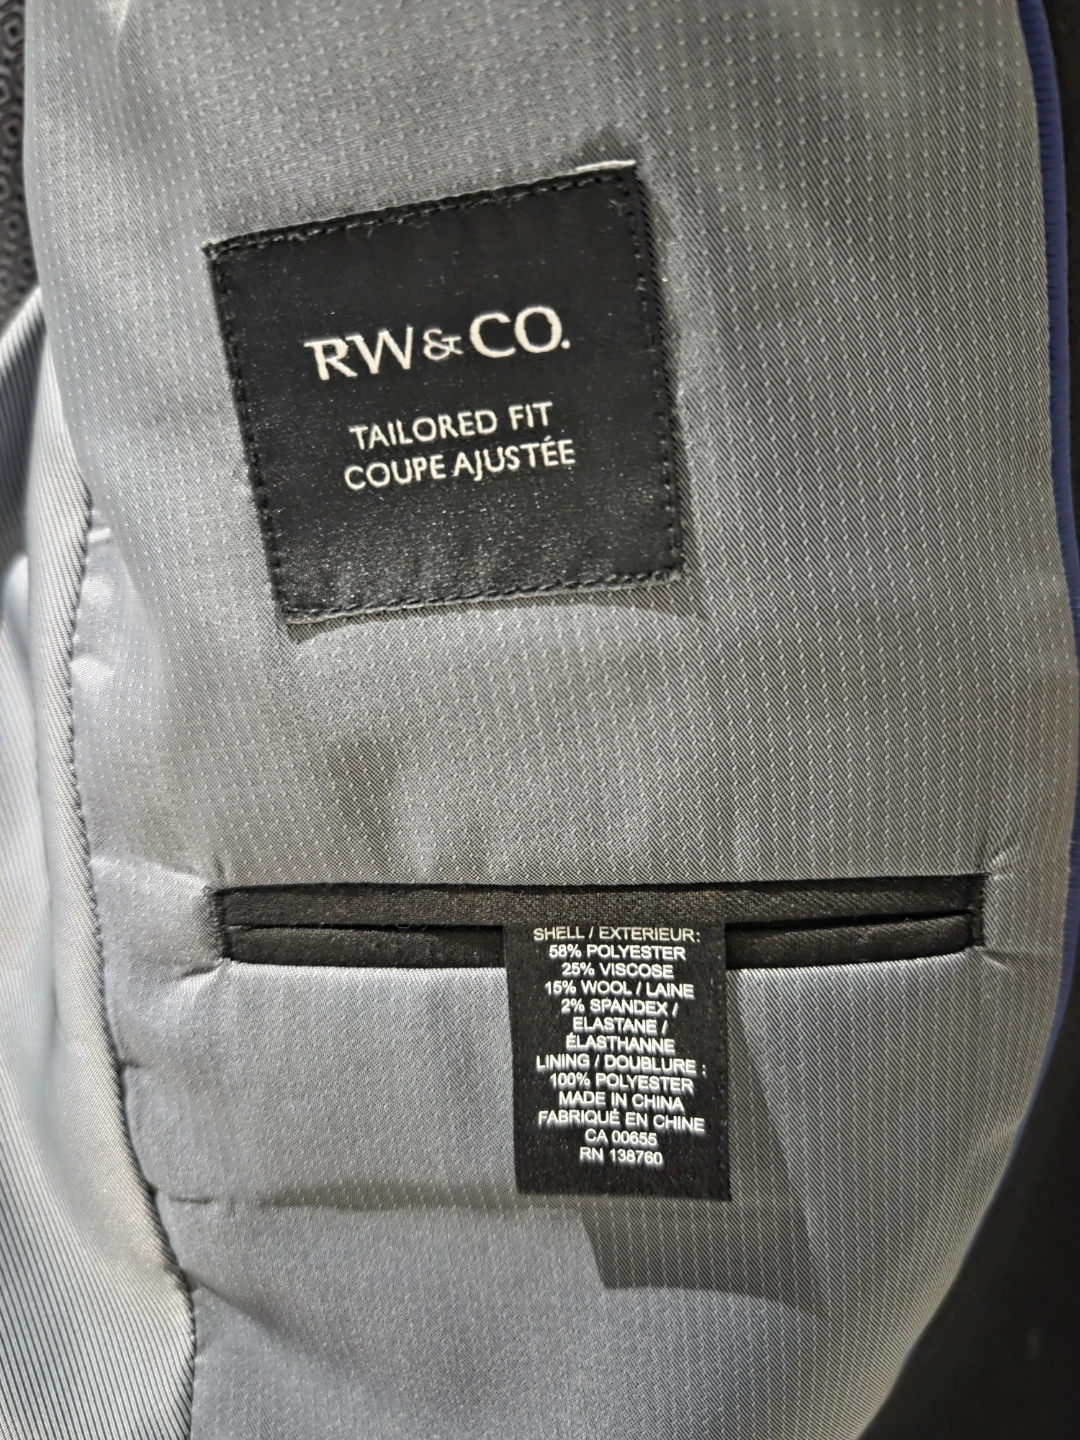 RW&CO.
TAILORED FIT
COUPE AJUSTÉE
SHELL / EXTERIEUR:
58% POLYESTER
25% VISCOSE
15% WOOL / LAINE
2% SPANDEX /
ELASTANE /
ÉLASTHANNE
LINING / DOUBLURE :
100% POLYESTER
MADE IN CHINA
FABRIQUÉ EN CHINE
CA 00655
RN 138760